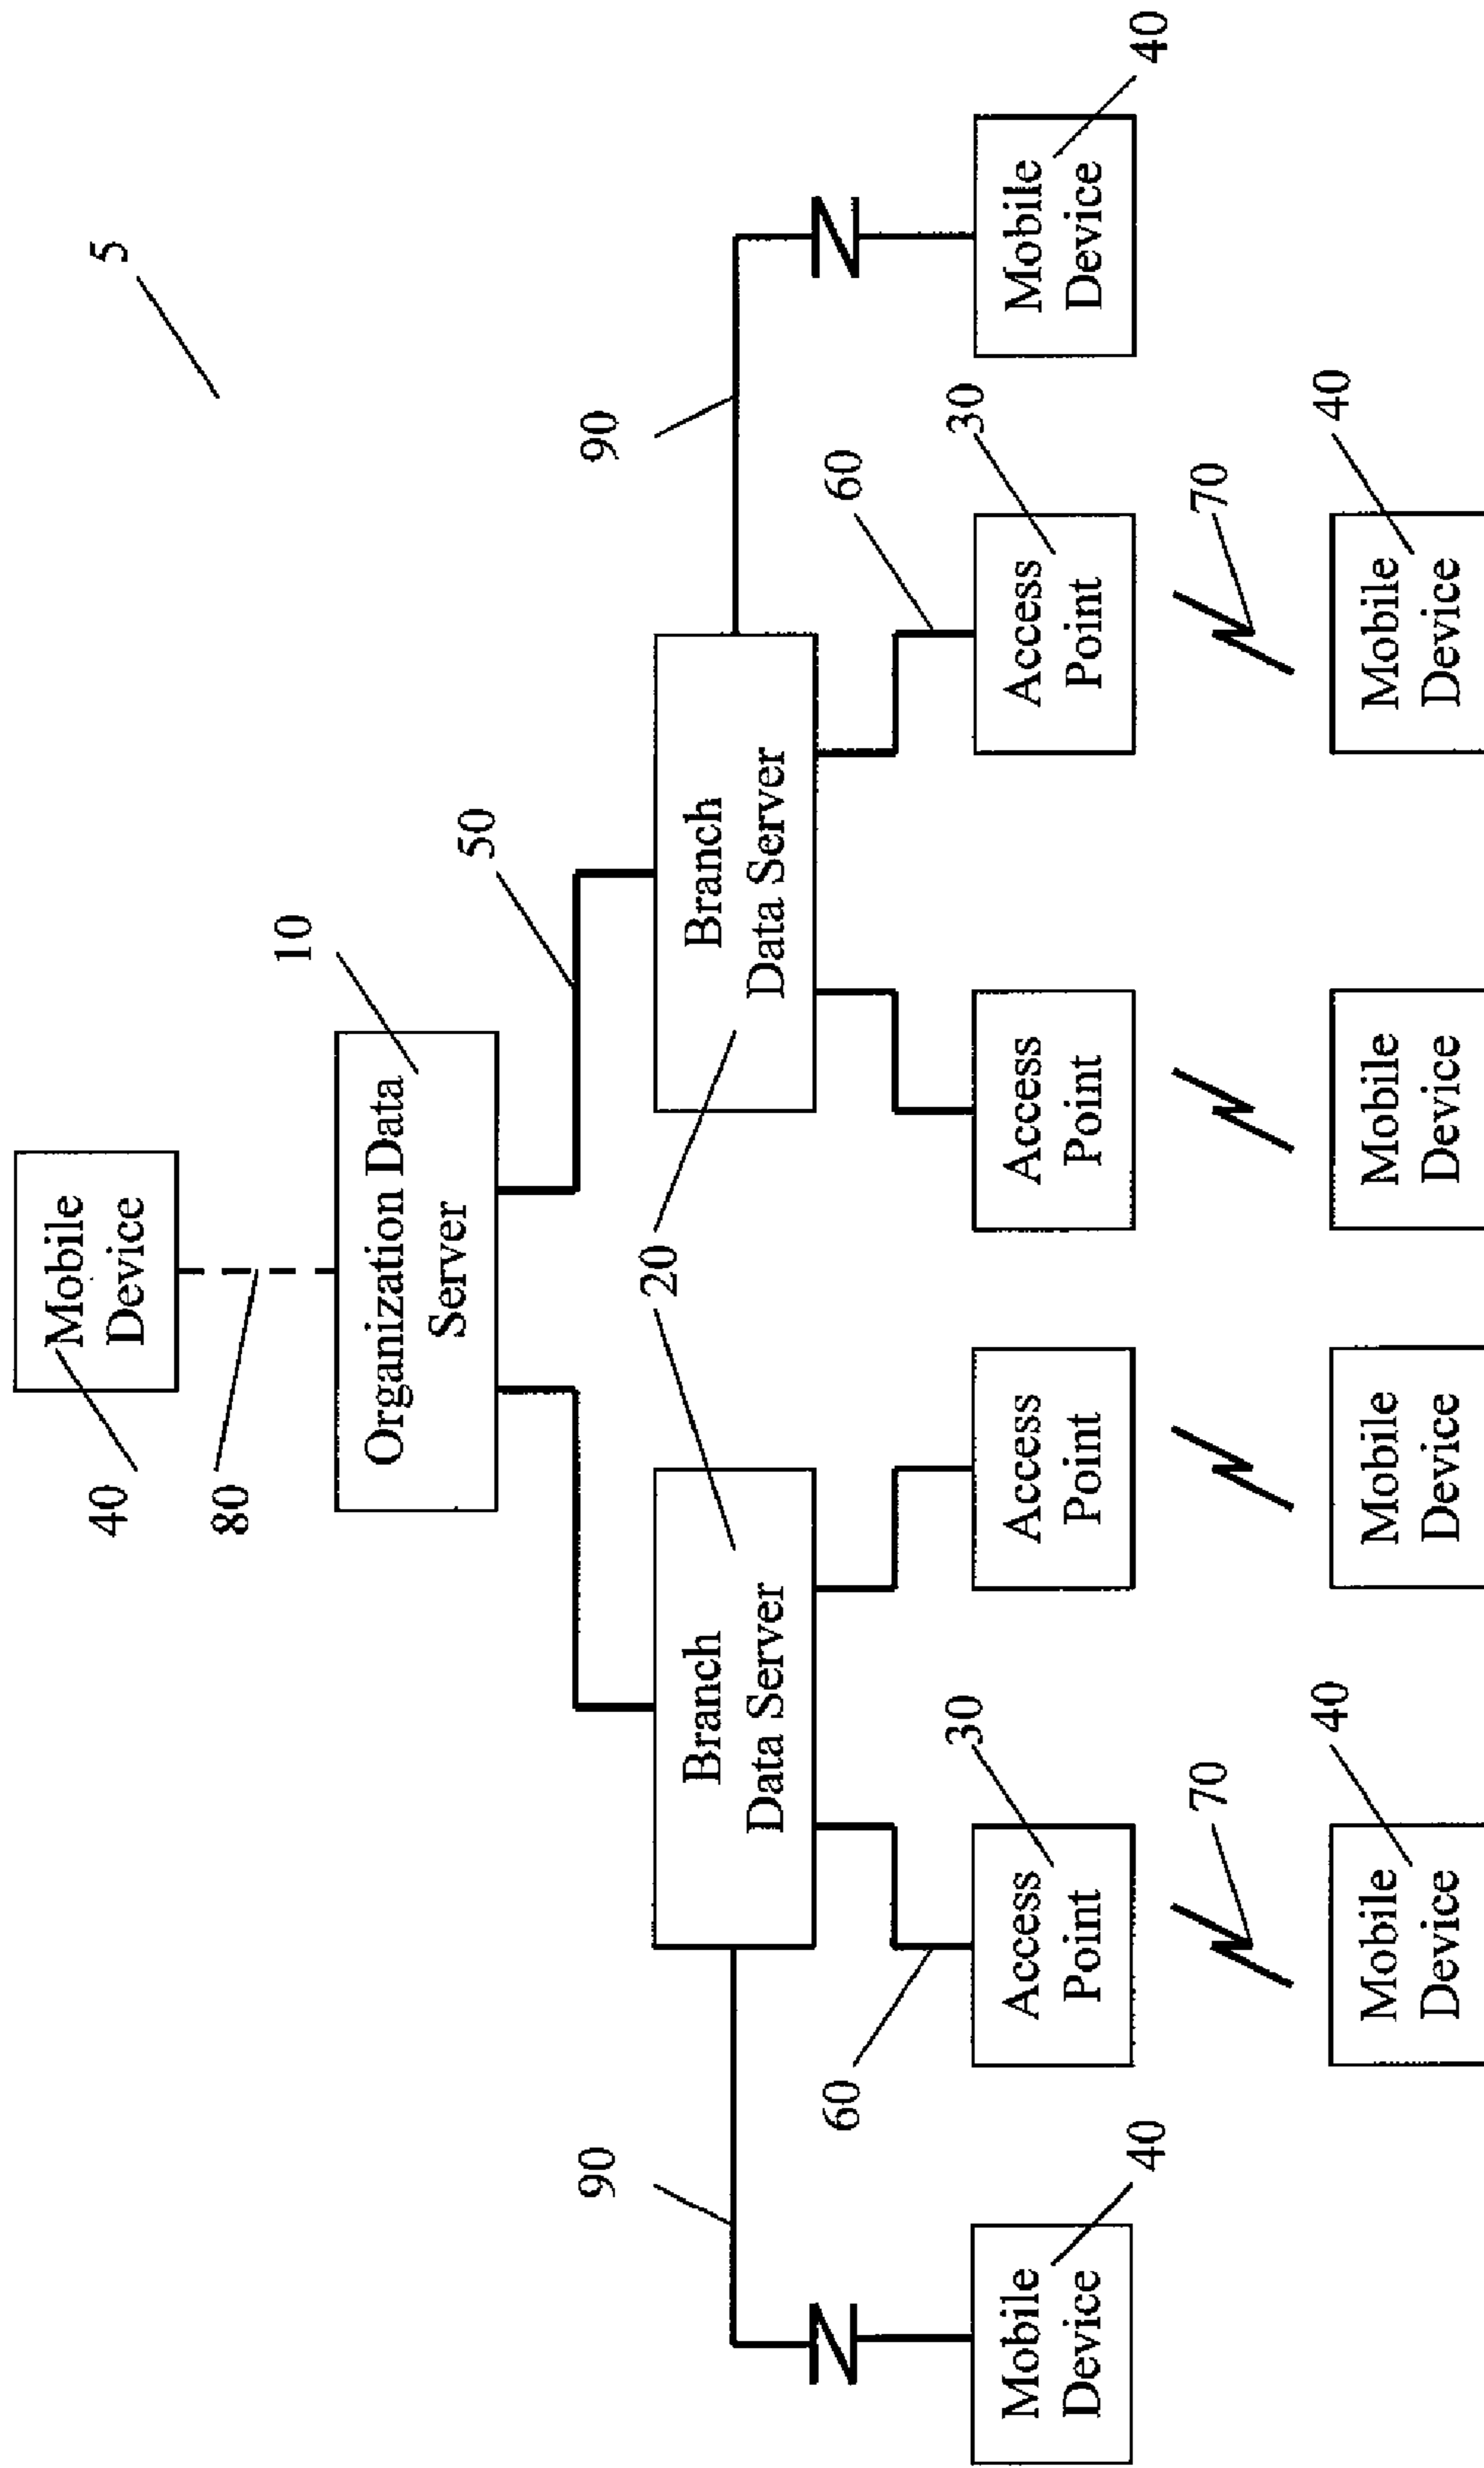 5
Mobile
Device
40
80
Organization Data
Server
10
50
Branch
Data Server
Branch
Data Server
20
90
90
60
60
Mobile
Device
40
Access
Point
30
Access
Point
Access
Point
Access
Point
30
Mobile
Device
40
70
70
Mobile
Device
40
Mobile
Device
Mobile
Device
Mobile
Device
40